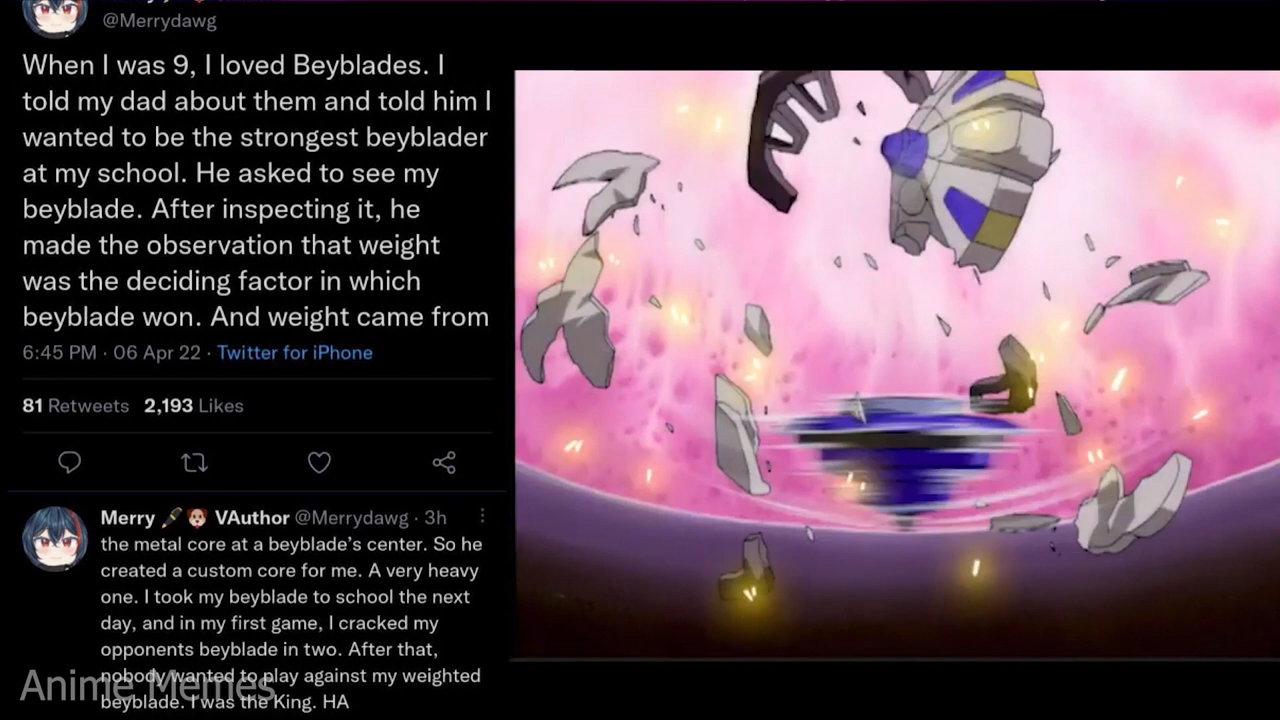 @Merrydawg
When I was 9, I loved Beyblades. I
told my dad about them and told him I
wanted to be the strongest beyblader
at my school. He asked to see my
beyblade. After inspecting it, he
made the observation that weight
was the deciding factor in which
beyblade won. And weight came from
6:45 PM · 06 Apr 22 · Twitter for iPhone
81 Retweets 2,193 Likes
Merry 🖋️🐶 VAuthor @Merrydawg · 3h
the metal core at a beyblade’s center. So he
created a custom core for me. A very heavy
one. I took my beyblade to school the next
day, and in my first game, I cracked my
opponents beyblade in two. After that,
nobody wanted to play against my weighted
beyblade. I was the King. HA
Anime Memes